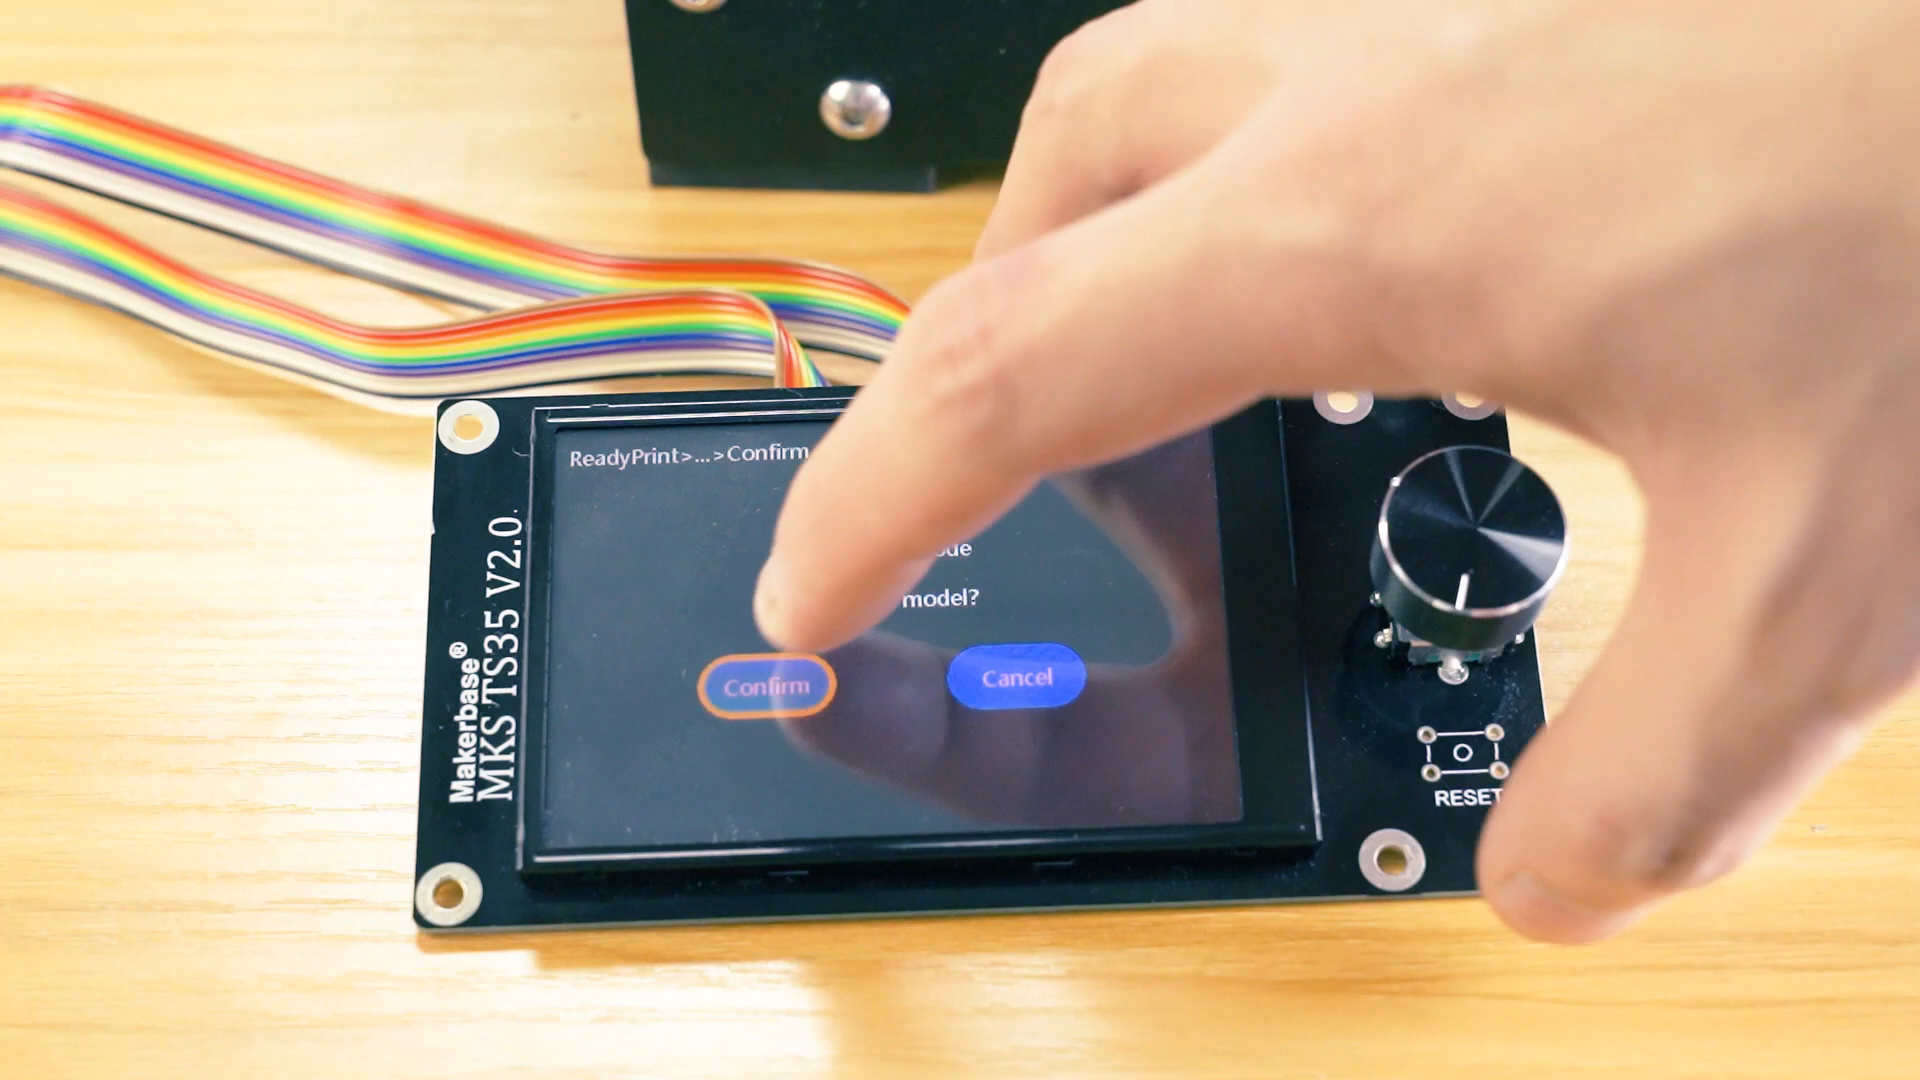 ReadyPrint>...>Confirm
model?
Confirm
Cancel
Makerbase®
MKS TS35 V2.0
RESET